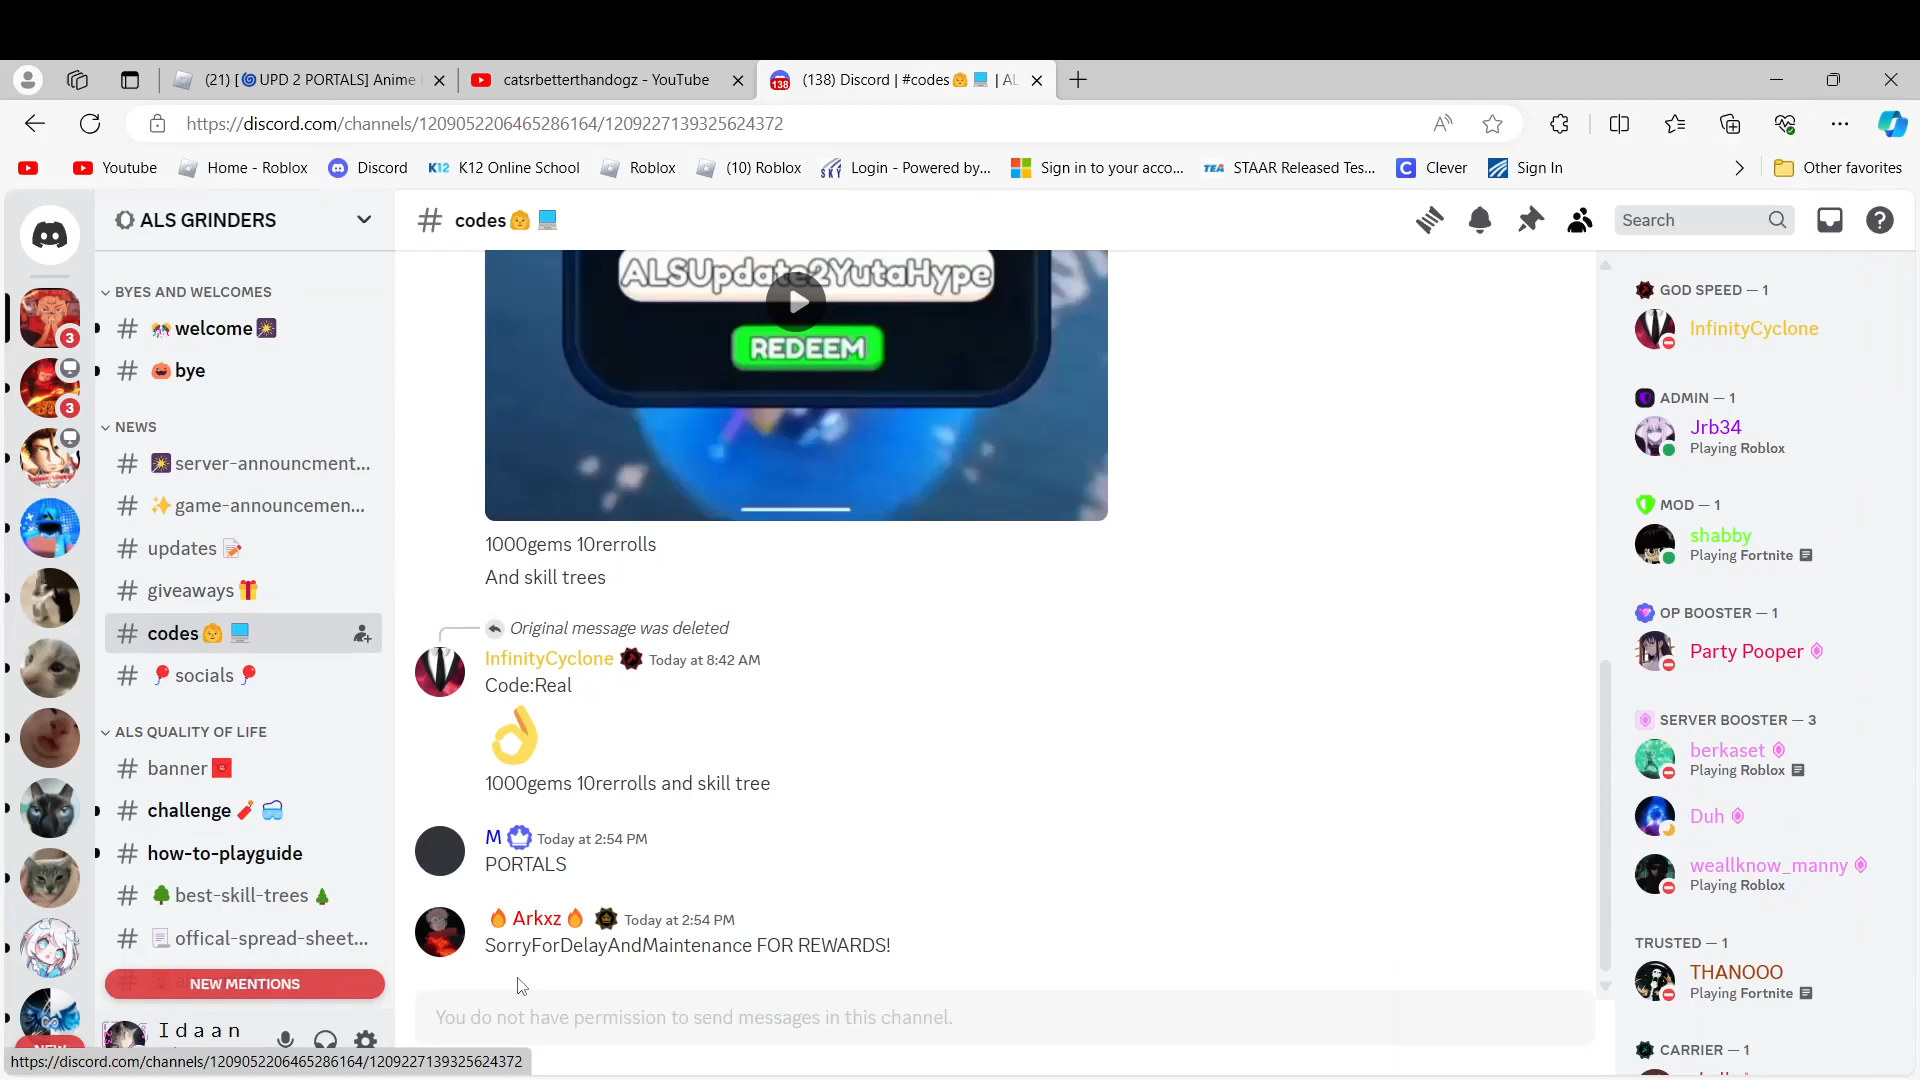 (21) [🌀UPD 2 PORTALS] Anime
catsrbetterthandogz - YouTube
(138) Discord | #codes👩‍🦱💻 | AL
https://discord.com/channels/1209052206465286164/1209227139325624372
Youtube
Home - Roblox
Discord
K12 K12 Online School
Roblox
(10) Roblox
Login - Powered by...
Sign in to your acco...
TEA STAAR Released Tes...
C Clever
Sign In
Other favorites
ALS GRINDERS
codes
Search
BYES AND WELCOMES
welcome
bye
NEWS
server-announcment...
game-announcemen...
updates
giveaways
codes
socials
ALS QUALITY OF LIFE
banner
challenge
how-to-playguide
best-skill-trees
offical-spread-sheet...
NEW MENTIONS
I d a a n
3
3
138
ALSUpdate2YutaHype
REDEEM
1000gems 10rerrolls
And skill trees
Original message was deleted
InfinityCyclone Today at 8:42 AM
Code:Real
👌
1000gems 10rerrolls and skill tree
M Today at 2:54 PM
PORTALS
🔥 Arkxz 🔥 Today at 2:54 PM
SorryForDelayAndMaintenance FOR REWARDS!
You do not have permission to send messages in this channel.
https://discord.com/channels/1209052206465286164/1209227139325624372
GOD SPEED — 1
InfinityCyclone
ADMIN — 1
Jrb34
Playing Roblox
MOD — 1
shabby
Playing Fortnite
OP BOOSTER — 1
Party Pooper
SERVER BOOSTER — 3
berkaset
Playing Roblox
Duh
weallknow_manny
Playing Roblox
TRUSTED — 1
THANOOO
Playing Fortnite
CARRIER — 1